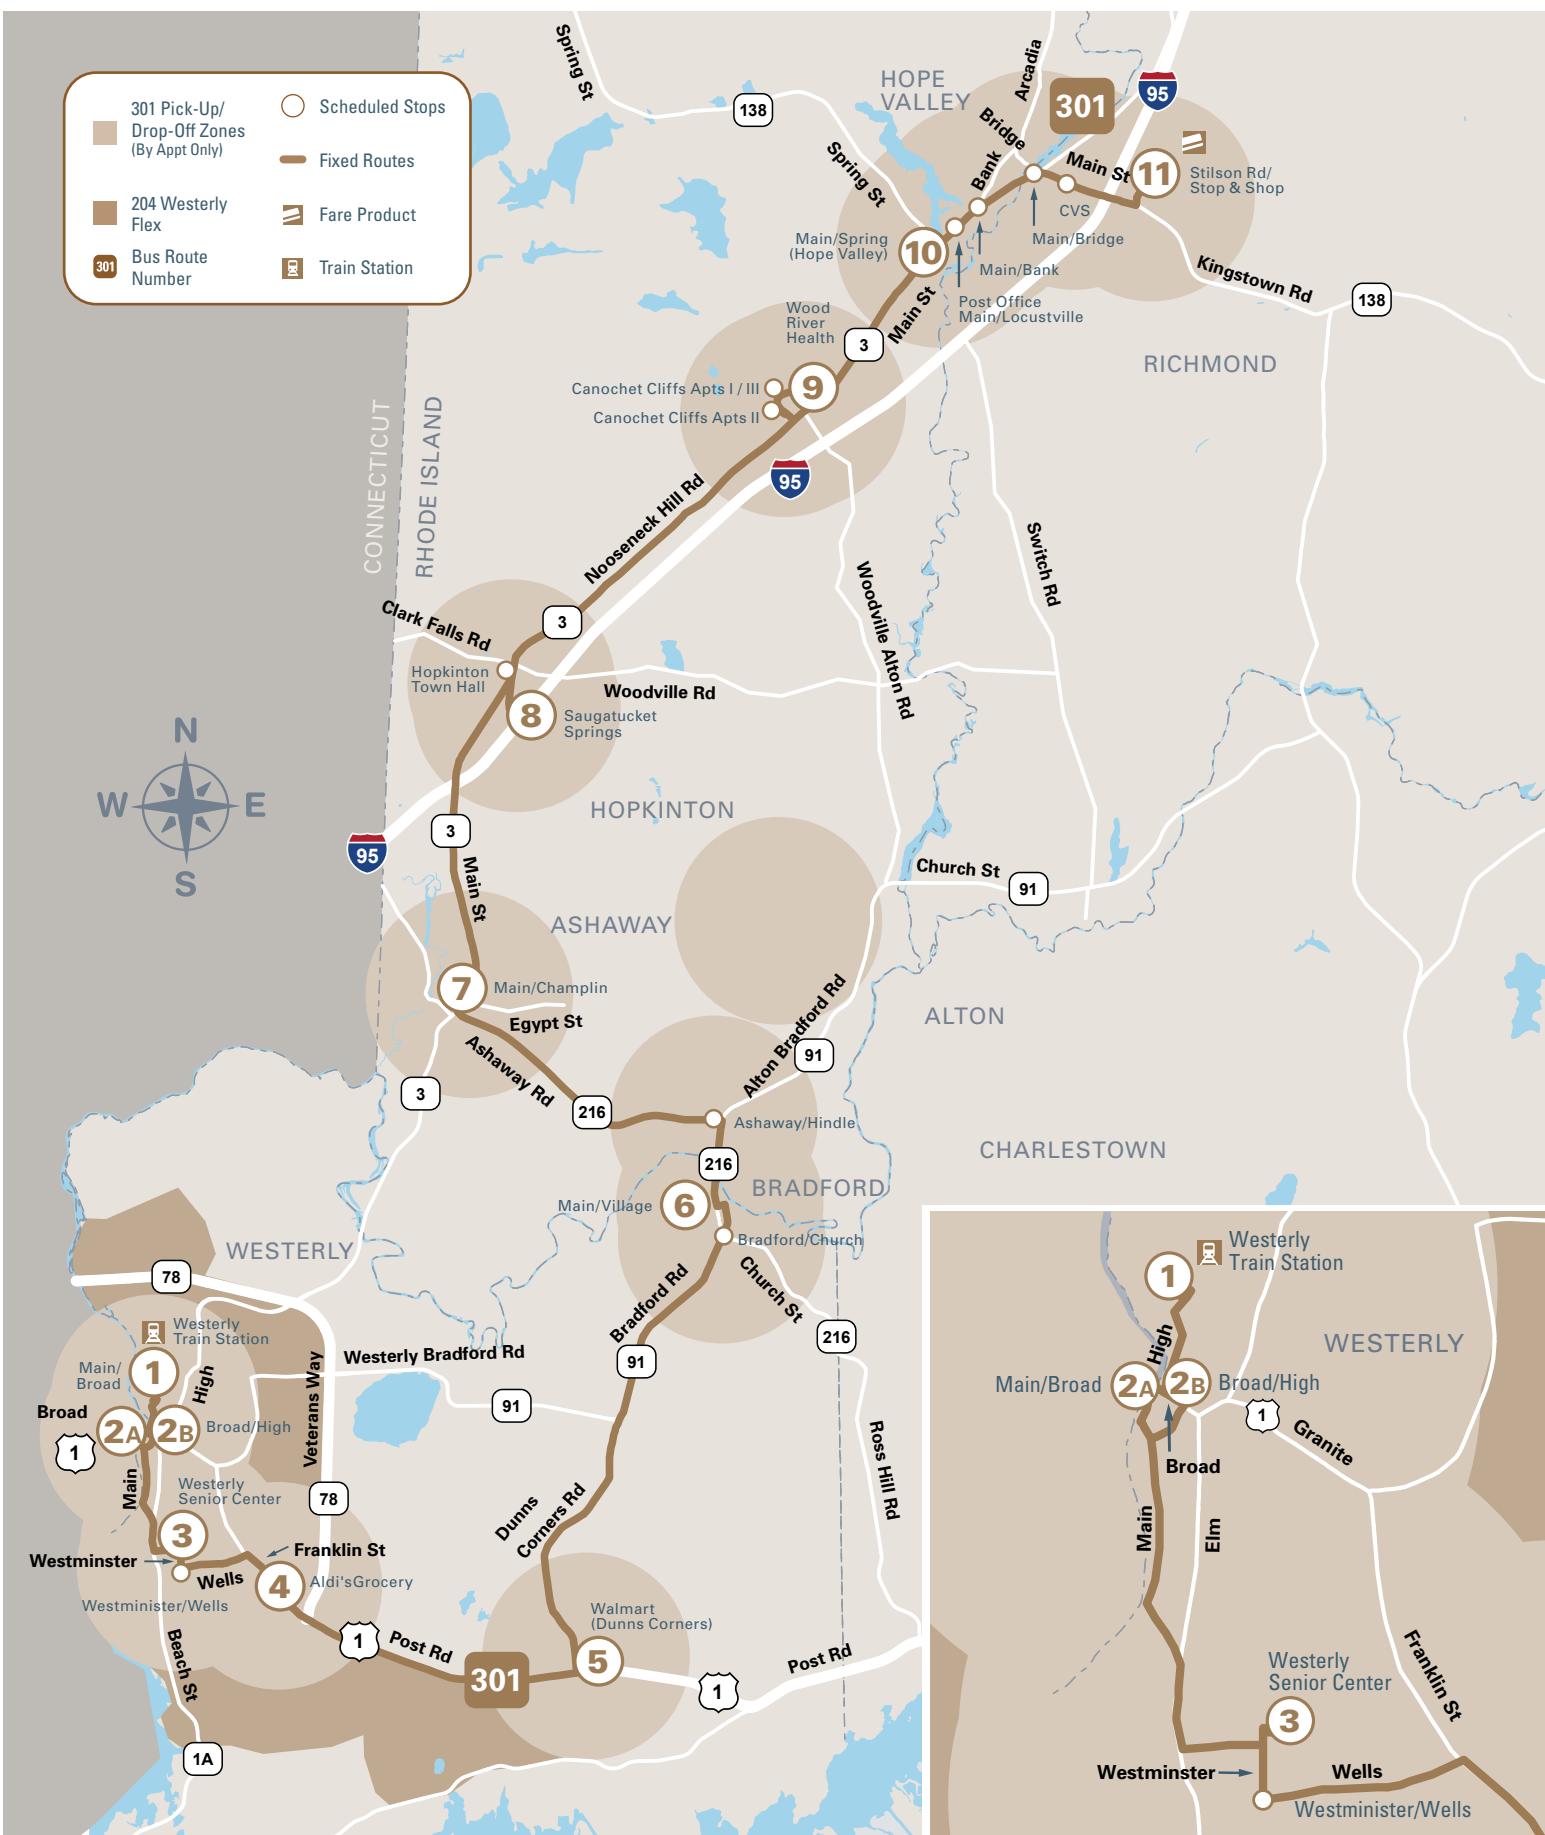 301 Pick-Up/
Drop-Off Zones
(By Appt Only)
204 Westerly
Flex
301
Bus Route
Number
Scheduled Stops
Fixed Routes
Fare Product
Train Station
Spring St
138
HOPE
VALLEY
Arcadia
301
95
Bridge
Spring St
Bank
Main St
11
Stilson Rd/
Stop & Shop
CVS
Main/Bridge
Main/Spring
(Hope Valley)
10
Main/Bank
Post Office
Main/Locustville
Kingstown Rd
138
Main St
Wood
River
Health
3
RICHMOND
Canochet Cliffs Apts I / III
9
Canochet Cliffs Apts II
CONNECTICUT
RHODE ISLAND
95
Nooseneck Hill Rd
Switch Rd
Woodville Alton Rd
Clark Falls Rd
3
Hopkinton
Town Hall
Woodville Rd
8
Saugatucket
Springs
N
W
E
S
HOPKINTON
3
95
Main St
Church St
91
ASHAWAY
7
Main/Champlin
Egypt St
Ashaway Rd
Alton Bradford Rd
ALTON
91
3
216
Ashaway/Hindle
216
CHARLESTOWN
BRADFORD
Main/Village
6
Bradford/Church
WESTERLY
78
Church St
Bradford Rd
216
Westerly
Train Station
Main/
Broad
1
High
Veterans Way
Westerly Bradford Rd
91
91
Broad
2A
2B
Broad/High
1
Main
Westerly
Senior Center
78
Ross Hill Rd
Dunns
Corners Rd
3
Westminster
Franklin St
Wells
4
Aldi'sGrocery
Westminister/Wells
Walmart
(Dunns Corners)
Beach St
1
Post Rd
301
5
Post Rd
1
1A
Westerly
Train Station
1
High
WESTERLY
Main/Broad
2A
2B
Broad/High
1
Granite
Broad
Main
Elm
Franklin St
Westerly
Senior Center
3
Westminster
Wells
Westminister/Wells